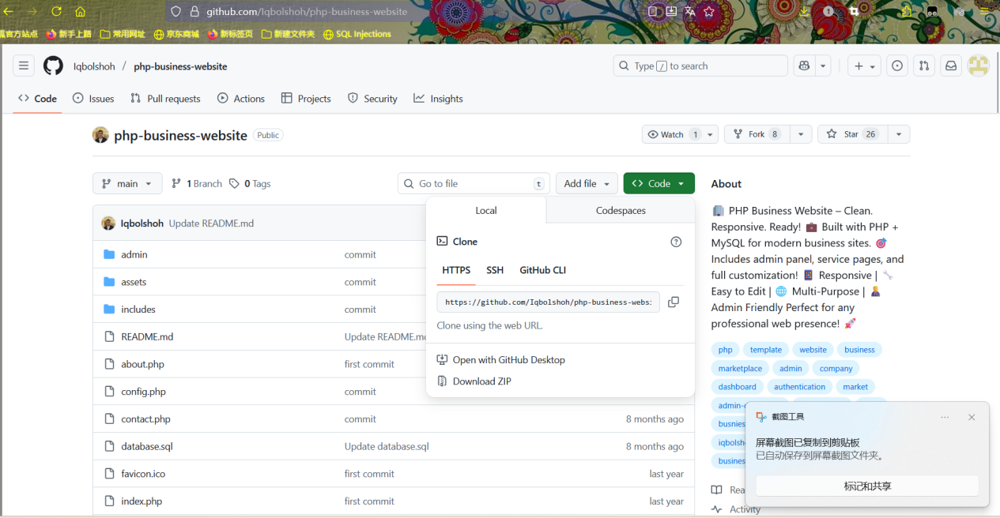 github.com/Iqbolshoh/php-business-website
狐官方站点 新手上路 常用网址 京东商城 新标签页 新建文件夹 SQL Injections
Iqbolshoh / php-business-website
Type / to search
Code Issues Pull requests Actions Projects Security Insights
php-business-website Public
Watch 1 Fork 8 Star 26
main 1 Branch 0 Tags
Go to file t
Add file
Code
Iqbolshoh Update README.md
admin commit
assets commit
includes commit
README.md Update README.md
about.php first commit
config.php commit
contact.php commit 8 months ago
database.sql Update database.sql 8 months ago
favicon.ico first commit last year
index.php first commit last year
Local Codespaces
Clone
HTTPS SSH GitHub CLI
https://github.com/Iqbolshoh/php-business-webs
Clone using the web URL.
Open with GitHub Desktop
Download ZIP
About
PHP Business Website – Clean.
Responsive. Ready! Built with PHP +
MySQL for modern business sites.
Includes admin panel, service pages, and
full customization! Responsive |
Easy to Edit | Multi-Purpose |
Admin Friendly Perfect for any
professional web presence!
php template website business
marketplace admin company
dashboard authentication market
admin-
busnies
iqbolsh
busines
Rea
Activity
截图工具
屏幕截图已复制到剪贴板
已自动保存到屏幕截图文件夹。
标记和共享